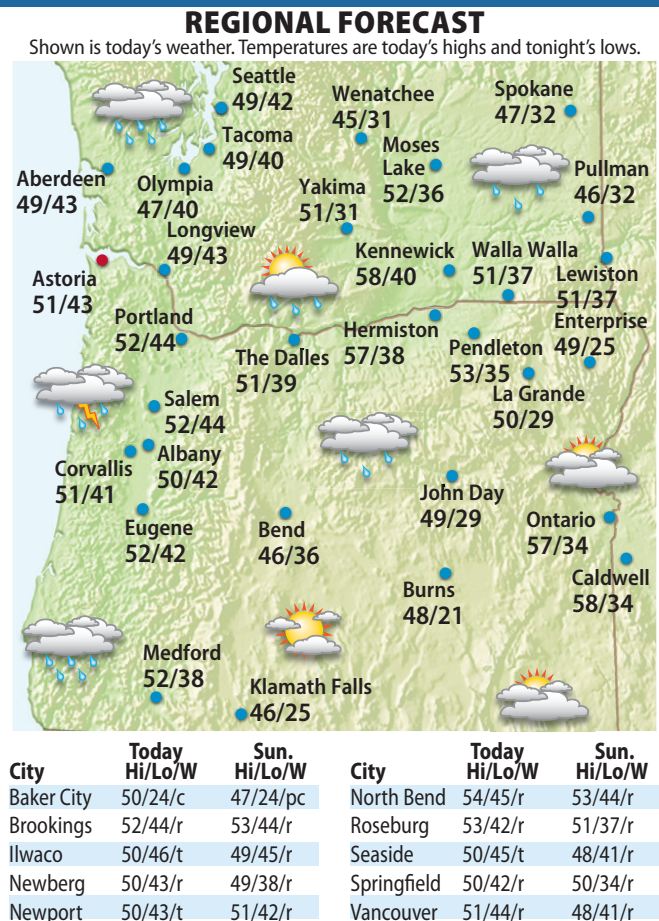 REGIONAL FORECAST
Shown is today's weather. Temperatures are today's highs and tonight's lows.
Seattle
49/42
Wenatchee
45/31
Spokane
47/32
Tacoma
49/40
Moses
Lake
52/36
Aberdeen
49/43
Olympia
47/40
Yakima
51/31
Pullman
46/32
Longview
49/43
Kennewick
58/40
Walla Walla
51/37
Lewiston
51/37
Astoria
51/43
Portland
52/44
The Dalles
51/39
Hermiston
57/38
Pendleton
53/35
Enterprise
49/25
La Grande
50/29
Salem
52/44
Albany
50/42
Corvallis
51/41
Eugene
52/42
Bend
46/36
John Day
49/29
Ontario
57/34
Caldwell
58/34
Burns
48/21
Medford
52/38
Klamath Falls
46/25
Today Sun.
City Hi/Lo/W Hi/Lo/W
Baker City 50/24/c 47/24/pc
Brookings 52/44/r 53/44/r
Ilwaco 50/46/t 49/45/r
Newberg 50/43/r 49/38/r
Newport 50/43/t 51/42/r
Today Sun.
City Hi/Lo/W Hi/Lo/W
North Bend 54/45/r 53/44/r
Roseburg 53/42/r 51/37/r
Seaside 50/45/t 48/41/r
Springfield 50/42/r 50/34/r
Vancouver 51/44/r 48/41/r